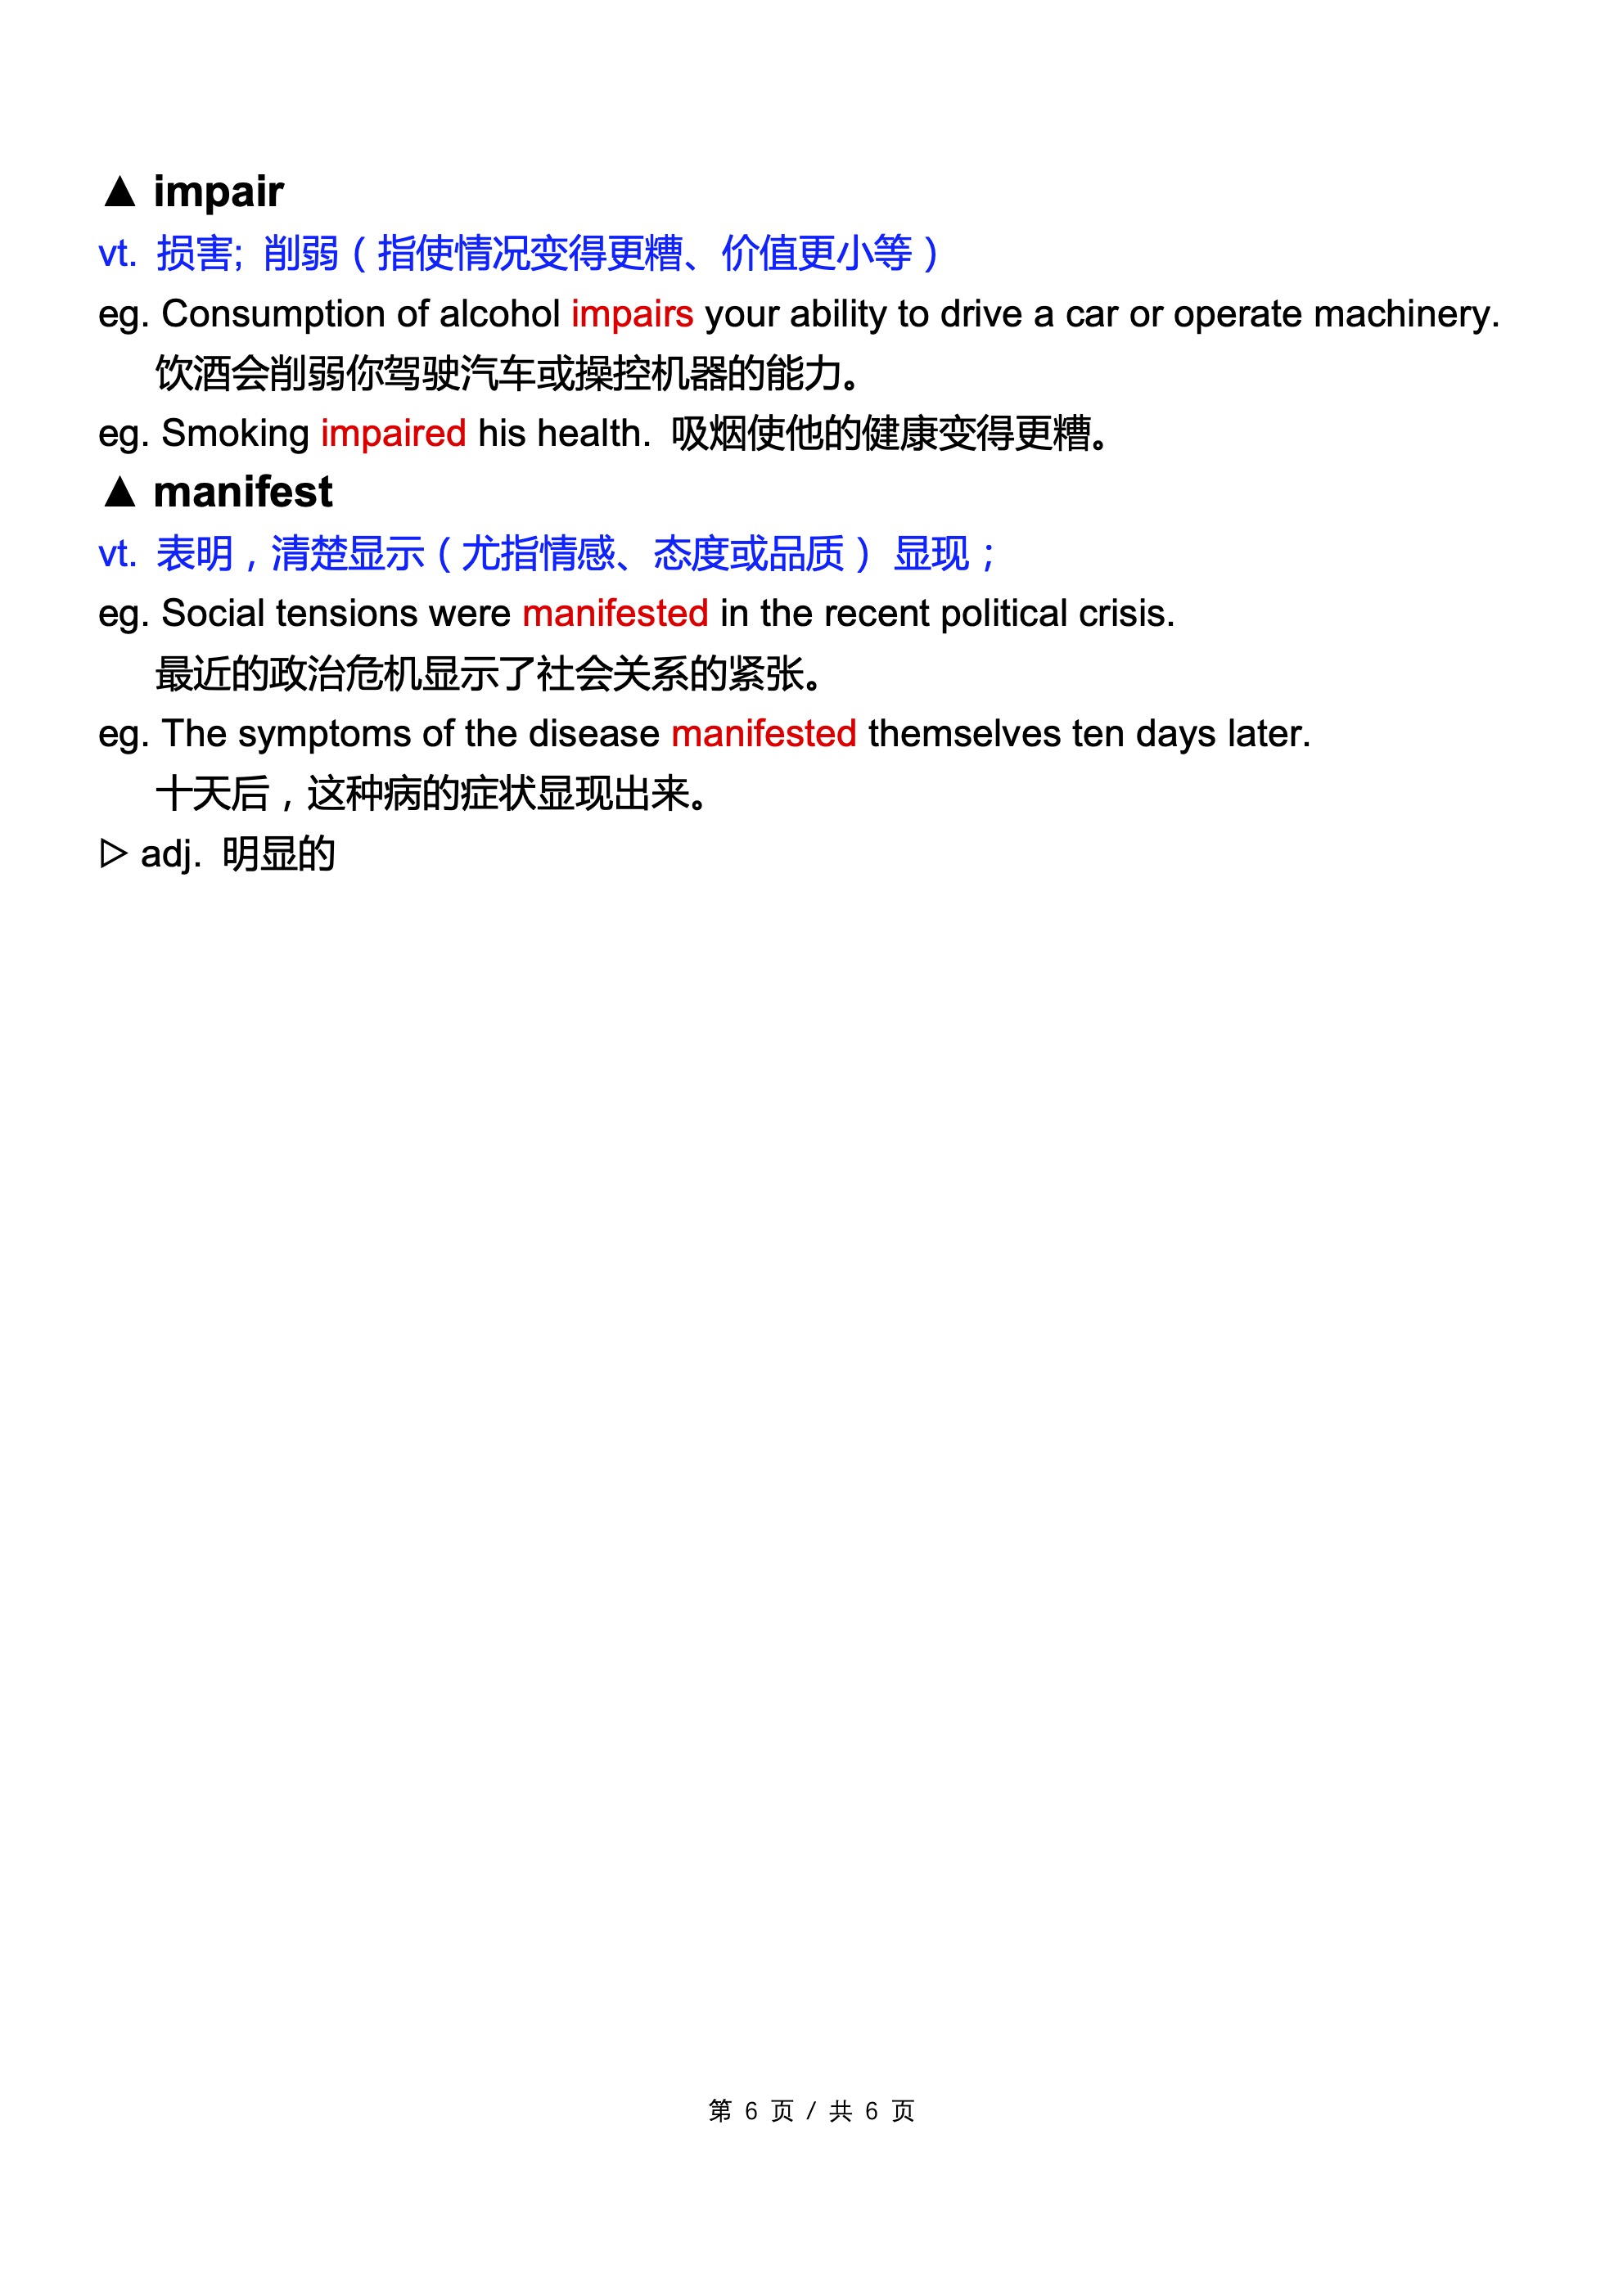 ▲ impair
vt. 损害; 削弱（指使情况变得更糟、价值更小等）
eg. Consumption of alcohol impairs your ability to drive a car or operate machinery.
饮酒会削弱你驾驶汽车或操控机器的能力。
eg. Smoking impaired his health. 吸烟使他的健康变得更糟。
▲ manifest
vt. 表明，清楚显示（尤指情感、态度或品质） 显现；
eg. Social tensions were manifested in the recent political crisis.
最近的政治危机显示了社会关系的紧张。
eg. The symptoms of the disease manifested themselves ten days later.
十天后，这种病的症状显现出来。
▷ adj. 明显的
第 6 页 / 共 6 页